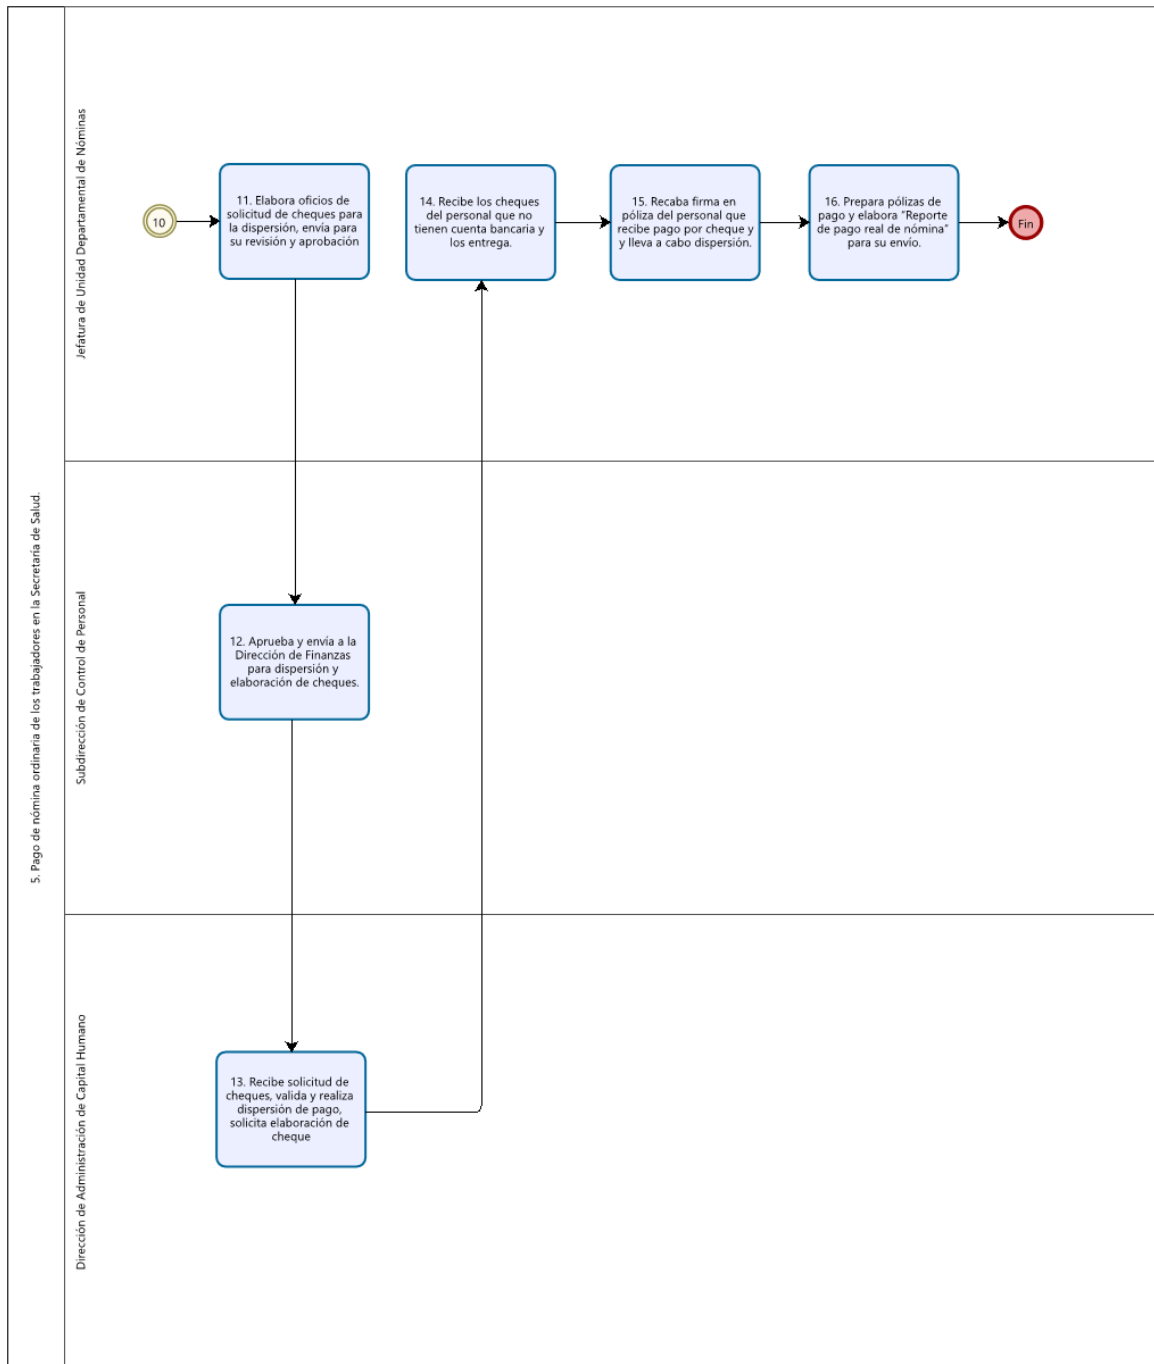 5. Pago de nómina ordinaria de los trabajadores en la Secretaría de Salud.
Jefatura de Unidad Departamental de Nóminas
10
11. Elabora oficios de
solicitud de cheques para
la dispersión, envía para
su revisión y aprobación
14. Recibe los cheques
del personal que no
tienen cuenta bancaria y
los entrega.
15. Recaba firma en
póliza del personal que
recibe pago por cheque y
y lleva a cabo dispersión.
16. Prepara pólizas de
pago y elabora “Reporte
de pago real de nómina”
para su envío.
Fin
Subdirección de Control de Personal
12. Aprueba y envía a la
Dirección de Finanzas
para dispersión y
elaboración de cheques.
Dirección de Administración de Capital Humano
13. Recibe solicitud de
cheques, valida y realiza
dispersión de pago,
solicita elaboración de
cheque